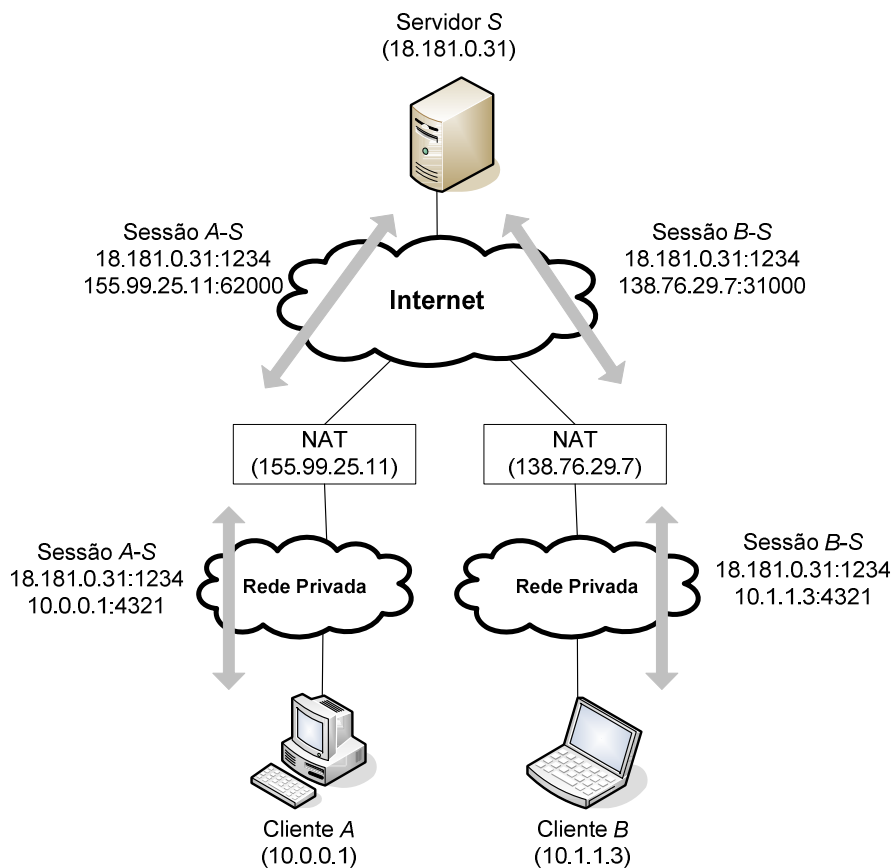 Servidor S
(18.181.0.31)
Sessão A-S
18.181.0.31:1234
155.99.25.11:62000
Sessão B-S
18.181.0.31:1234
138.76.29.7:31000
Internet
NAT
(155.99.25.11)
NAT
(138.76.29.7)
Sessão A-S
18.181.0.31:1234
10.0.0.1:4321
Rede Privada
Rede Privada
Sessão B-S
18.181.0.31:1234
10.1.1.3:4321
Cliente A
(10.0.0.1)
Cliente B
(10.1.1.3)